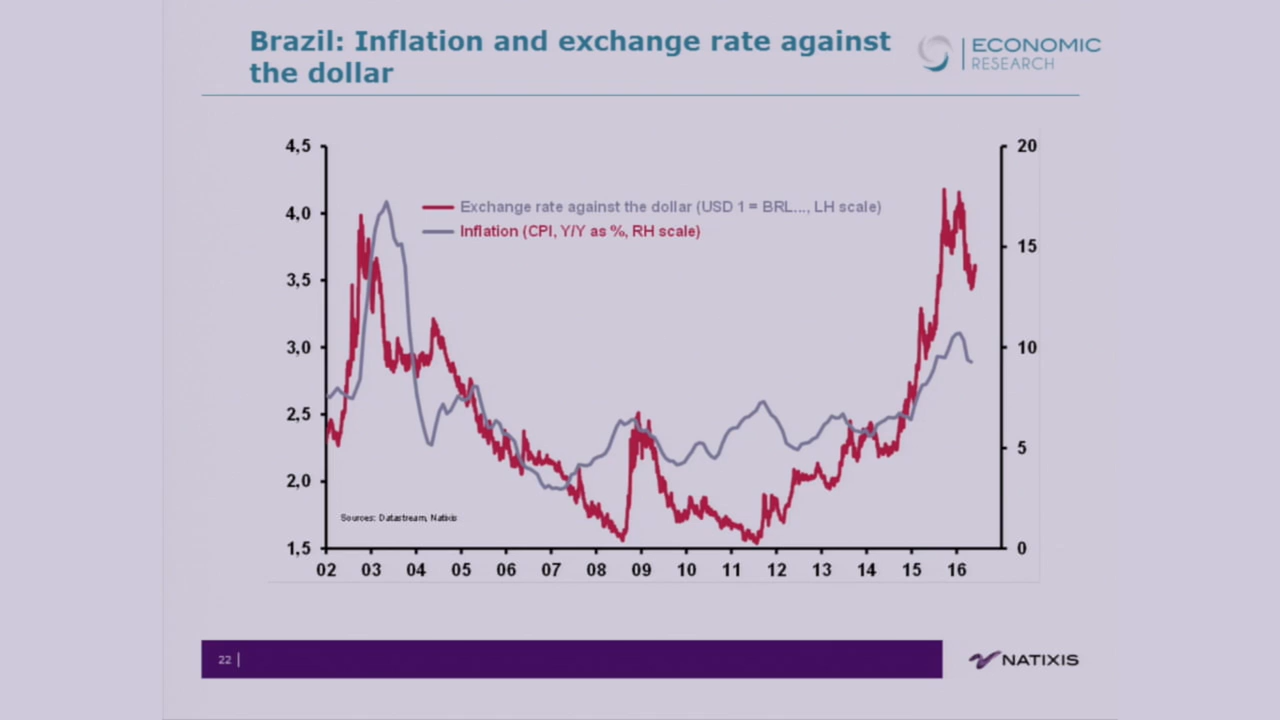 Brazil: Inflation and exchange rate against
the dollar
ECONOMIC
RESEARCH
4,5
4,0
3,5
3,0
2,5
2,0
1,5
20
15
10
5
0
Exchange rate against the dollar (USD 1 = BRL..., LH scale)
Inflation (CPI, Y/Y as %, RH scale)
Sources: Datastream, Natixis
02 03 04 05 06 07 08 09 10 11 12 13 14 15 16
22 |
NATIXIS